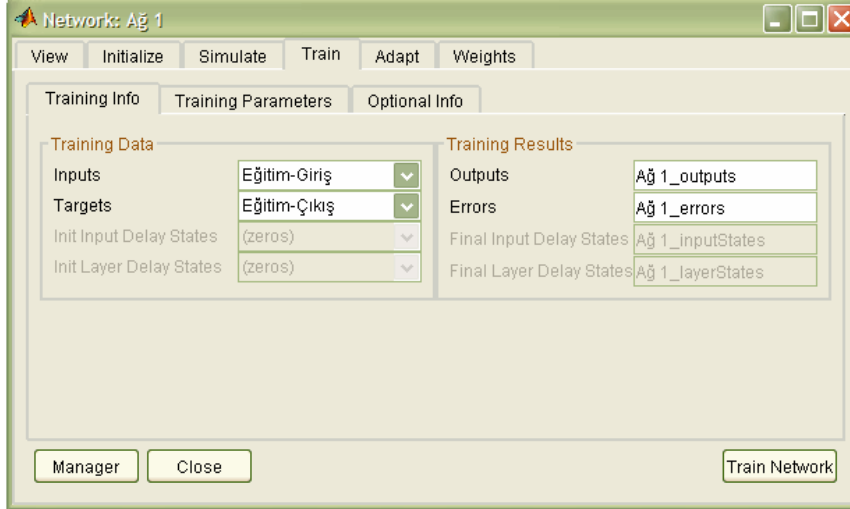 Network: Ağ 1
View Initialize Simulate Train Adapt Weights
Training Info Training Parameters Optional Info
Training Data
Inputs Eğitim-Giriş
Targets Eğitim-Çıkış
Init Input Delay States (zeros)
Init Layer Delay States (zeros)
Training Results
Outputs Ağ 1_outputs
Errors Ağ 1_errors
Final Input Delay States Ağ 1_inputStates
Final Layer Delay States Ağ 1_layerStates
Manager Close Train Network